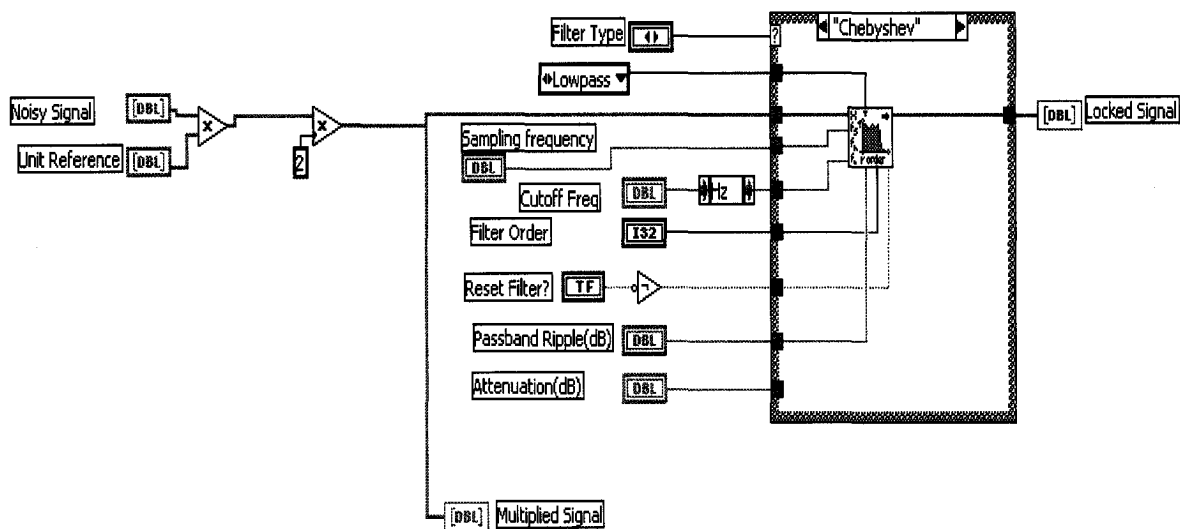 "Chebyshev"
Filter Type
?
Lowpass
Noisy Signal
[DBL]
x
x
[DBL]
Locked Signal
Unit Reference
[DBL]
2
Sampling frequency
DBL
order
Cutoff Freq
DBL
Hz
Filter Order
I32
Reset Filter?
TF
Passband Ripple(dB)
DBL
Attenuation(dB)
DBL
[DBL]
Multiplied Signal